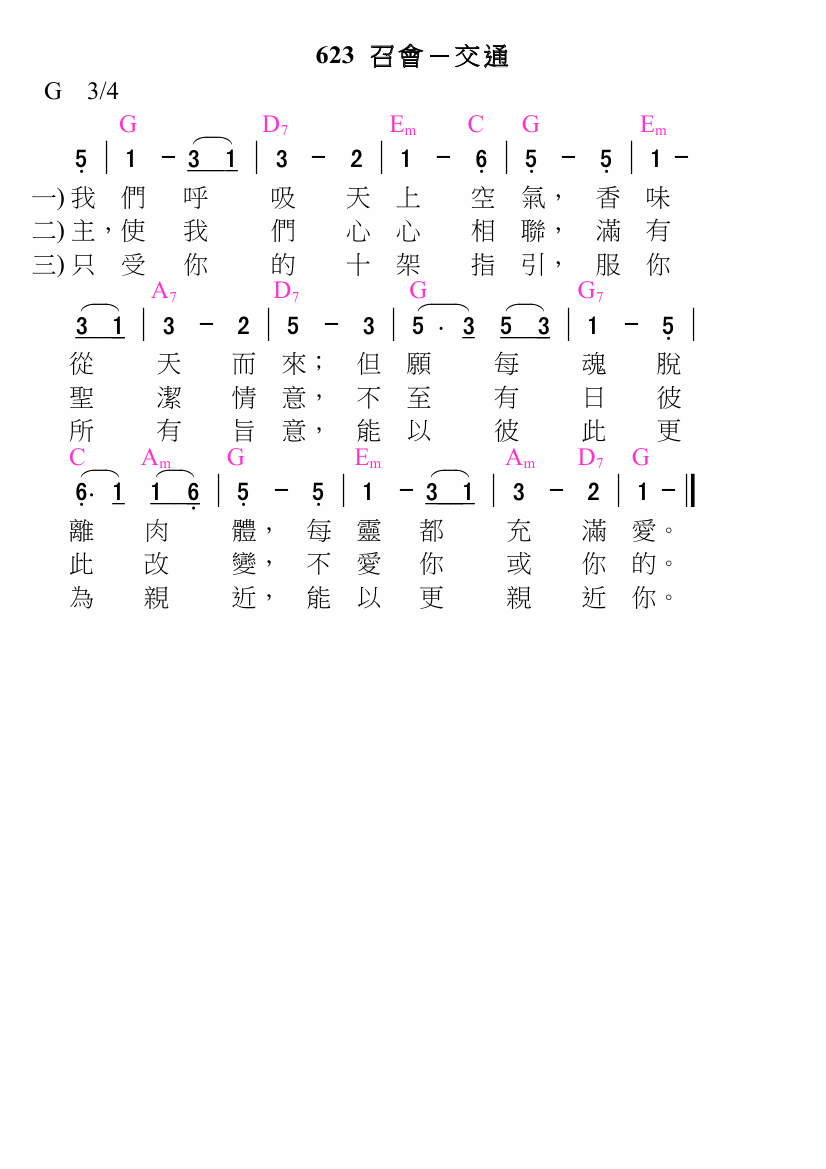 623 召會－交通
G 3/4
G D7 Em C G Em
5 | 1 － 3 1 | 3 － 2 | 1 － 6 | 5 － 5 | 1 －
一) 我 們 呼 吸 天 上 空 氣， 香 味
二) 主，使 我 們 心 心 相 聯， 滿 有
三) 只 受 你 的 十 架 指 引， 服 你
A7 D7 G G7
3 1 | 3 － 2 | 5 － 3 | 5 . 3 5 3 | 1 － 5 |
從 天 而 來； 但 願 每 魂 脫
聖 潔 情 意， 不 至 有 日 彼
所 有 旨 意， 能 以 彼 此 更
C Am G Em Am D7 G
6 . 1 1 6 | 5 － 5 | 1 － 3 1 | 3 － 2 | 1 － ‖
離 肉 體， 每 靈 都 充 滿 愛。
此 改 變， 不 愛 你 或 你 的。
為 親 近， 能 以 更 親 近 你。